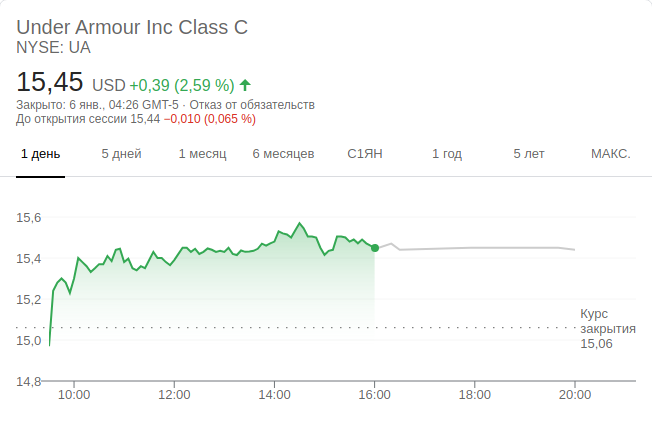 Under Armour Inc Class C
NYSE: UA
15,45 USD +0,39 (2,59 %)
Закрыто: 6 янв., 04:26 GMT-5 · Отказ от обязательств
До открытия сессии 15,44 −0,010 (0,065 %)
1 день 5 дней 1 месяц 6 месяцев С1ЯН 1 год 5 лет МАКС.
15,6
15,4
15,2
15,0
14,8
Курс
закрытия
15,06
10:00 12:00 14:00 16:00 18:00 20:00